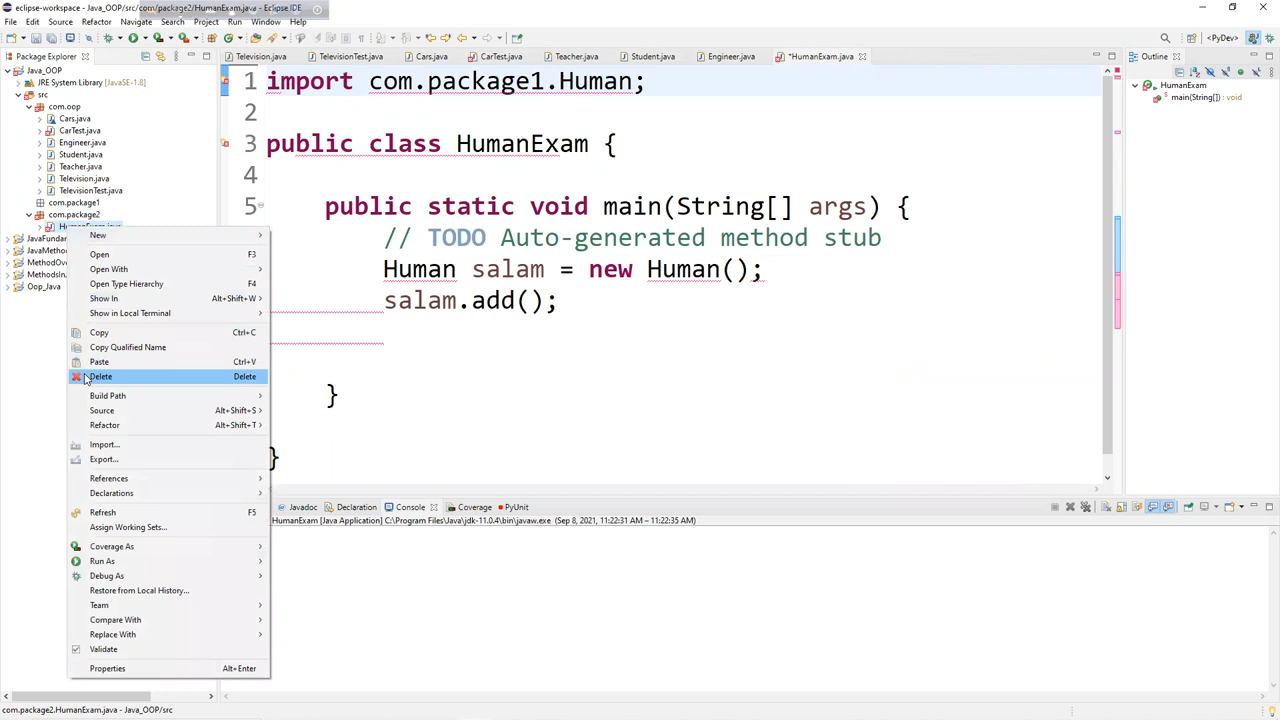 eclipse-workspace - Java_OOP/src/com/package2/HumanExam.java - Eclipse IDE
File Edit Source Refactor Navigate Search Project Run Window Help
<PyDev>
Package Explorer
Television.java TelevisionTest.java Cars.java CarTest.java Teacher.java Student.java Engineer.java *HumanExam.java
Outline
Java_OOP
JRE System Library [JavaSE-1.8]
src
com.oop
Cars.java
CarTest.java
Engineer.java
Student.java
Teacher.java
Television.java
TelevisionTest.java
com.package1
com.package2
HumanExam.java
JavaFundar
JavaMethod
MethodOve
MethodsIn
Oop_Java
1 import com.package1.Human;
2
3 public class HumanExam {
4
5 public static void main(String[] args) {
// TODO Auto-generated method stub
Human salam = new Human();
salam.add();
}
}
HumanExam
main(String[]) : void
New
Open F3
Open With
Open Type Hierarchy F4
Show In Alt+Shift+W
Show in Local Terminal
Copy Ctrl+C
Copy Qualified Name
Paste Ctrl+V
Delete Delete
Build Path
Source Alt+Shift+S
Refactor Alt+Shift+T
Import...
Export...
References
Declarations
Refresh F5
Assign Working Sets...
Coverage As
Run As
Debug As
Restore from Local History...
Team
Compare With
Replace With
Validate
Properties Alt+Enter
Javadoc Declaration Console Coverage PyUnit
HumanExam [Java Application] C:\Program Files\Java\jdk-11.0.4\bin\javaw.exe (Sep 8, 2021, 11:22:31 AM – 11:22:35 AM)
com.package2.HumanExam.java - Java_OOP/src